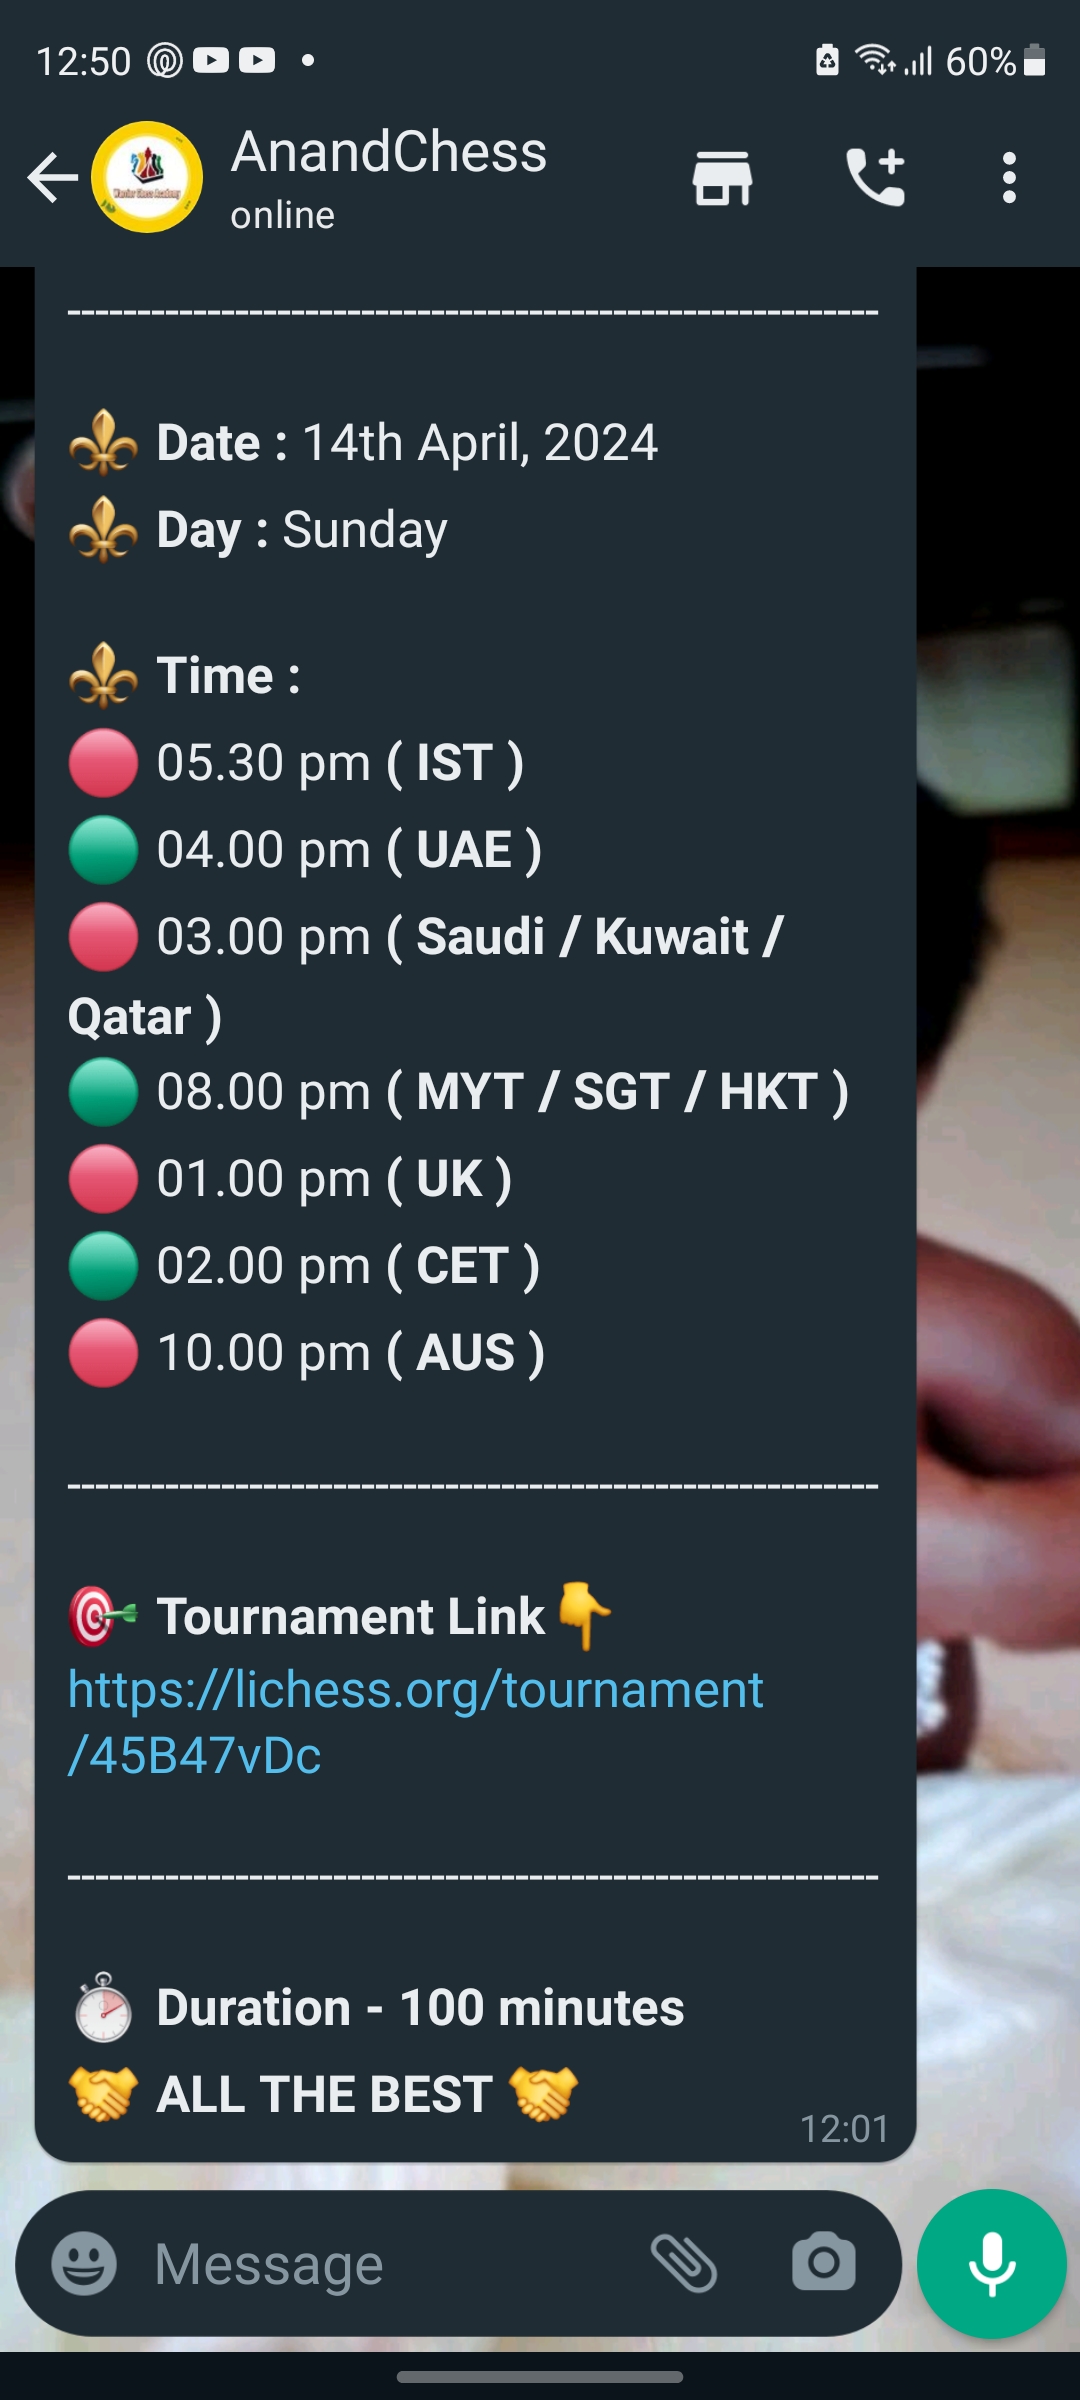 12:50
60%
AnandChess
online
Warrior Chess Academy
------------------------------------------------------------
Date : 14th April, 2024
Day : Sunday
Time :
05.30 pm ( IST )
04.00 pm ( UAE )
03.00 pm ( Saudi / Kuwait /
Qatar )
08.00 pm ( MYT / SGT / HKT )
01.00 pm ( UK )
02.00 pm ( CET )
10.00 pm ( AUS )
------------------------------------------------------------
🎯 Tournament Link👇
https://lichess.org/tournament
/45B47vDc
------------------------------------------------------------
⏱ Duration - 100 minutes
🤝 ALL THE BEST 🤝
12:01
Message